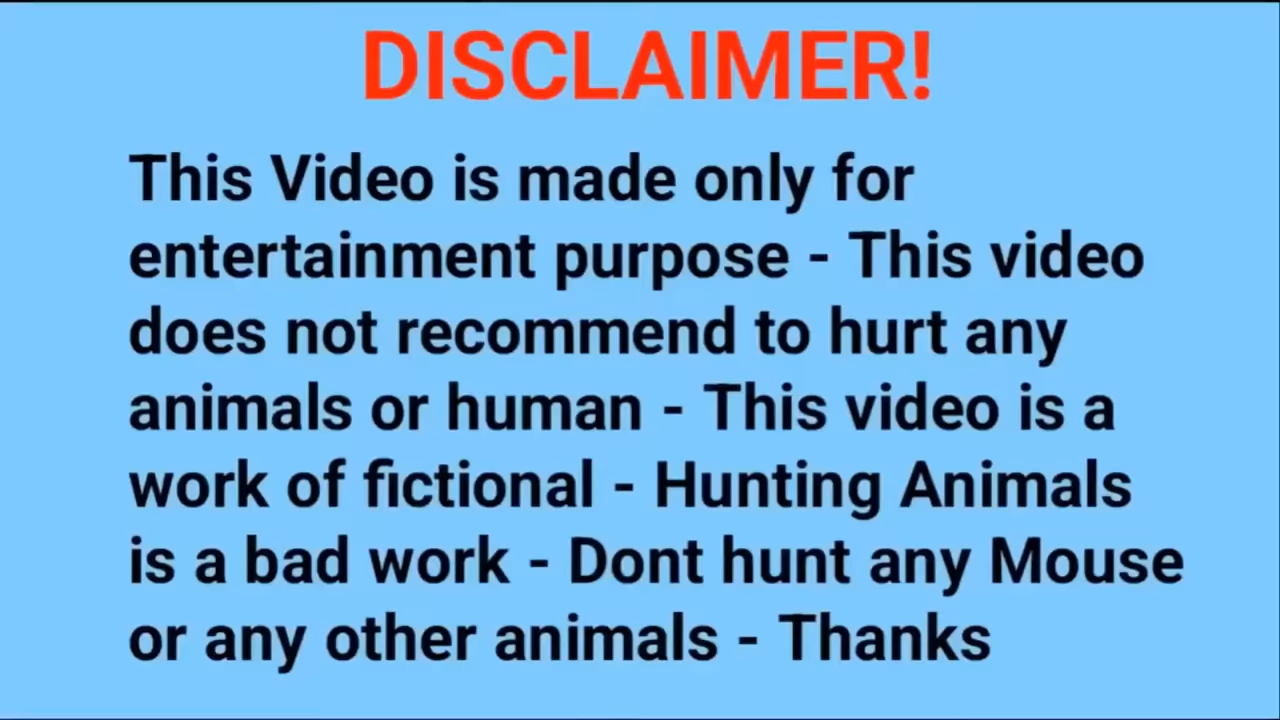 DISCLAIMER!
This Video is made only for
entertainment purpose - This video
does not recommend to hurt any
animals or human - This video is a
work of fictional - Hunting Animals
is a bad work - Dont hunt any Mouse
or any other animals - Thanks